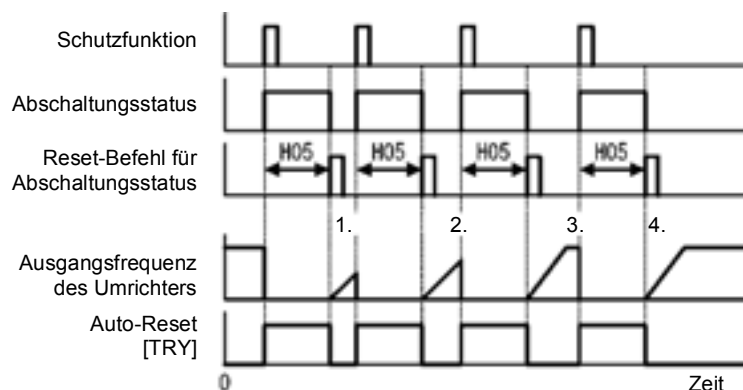 Schutzfunktion
Abschaltungsstatus
Reset-Befehl für
Abschaltungsstatus
H05 H05 H05 H05
1. 2. 3. 4.
Ausgangsfrequenz
des Umrichters
Auto-Reset
[TRY]
0 Zeit